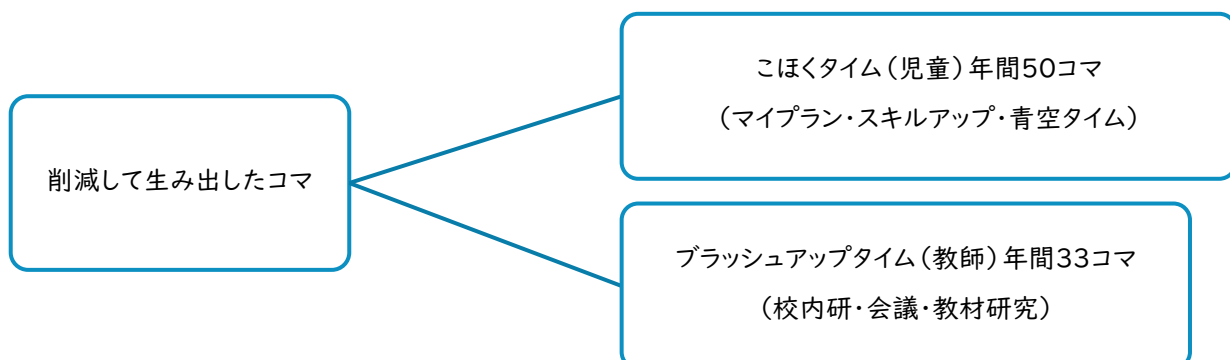 削減して生み出したコマ
こほくタイム(児童)年間50コマ
(マイプラン・スキルアップ・青空タイム)
ブラッシュアップタイム(教師)年間33コマ
(校内研・会議・教材研究)